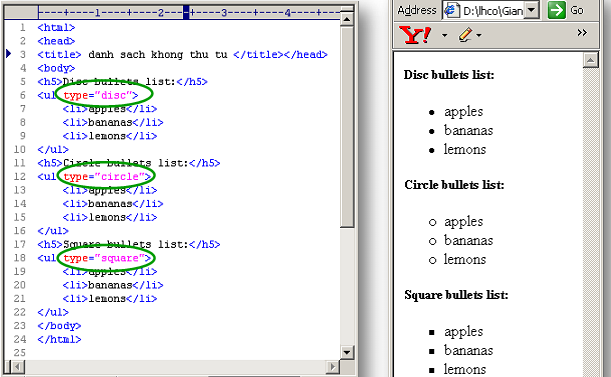 ----+----1----+----2----+----3----+----4----+
1 <html>
2 <head>
3 <title> danh sach khong thu tu </title></head>
4 <body>
5 <h5>Disc bullets list:</h5>
6 <ul type="disc">
7 <li>apples</li>
8 <li>bananas</li>
9 <li>lemons</li>
10 </ul>
11 <h5>Circle bullets list:</h5>
12 <ul type="circle">
13 <li>apples</li>
14 <li>bananas</li>
15 <li>lemons</li>
16 </ul>
17 <h5>Square bullets list:</h5>
18 <ul type="square">
19 <li>apples</li>
20 <li>bananas</li>
21 <li>lemons</li>
22 </ul>
23 </body>
24 </html>
25
Address D:\lhco\Gian Go
Y! »
Disc bullets list:
• apples
• bananas
• lemons
Circle bullets list:
○ apples
○ bananas
○ lemons
Square bullets list:
▪ apples
▪ bananas
▪ lemons